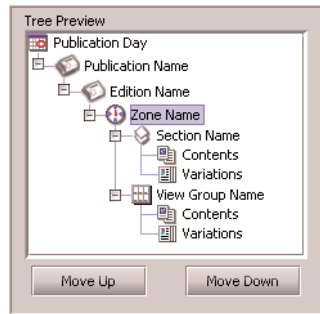 Tree Preview
Publication Day
Publication Name
Edition Name
Zone Name
Section Name
Contents
Variations
View Group Name
Contents
Variations
Move Up Move Down